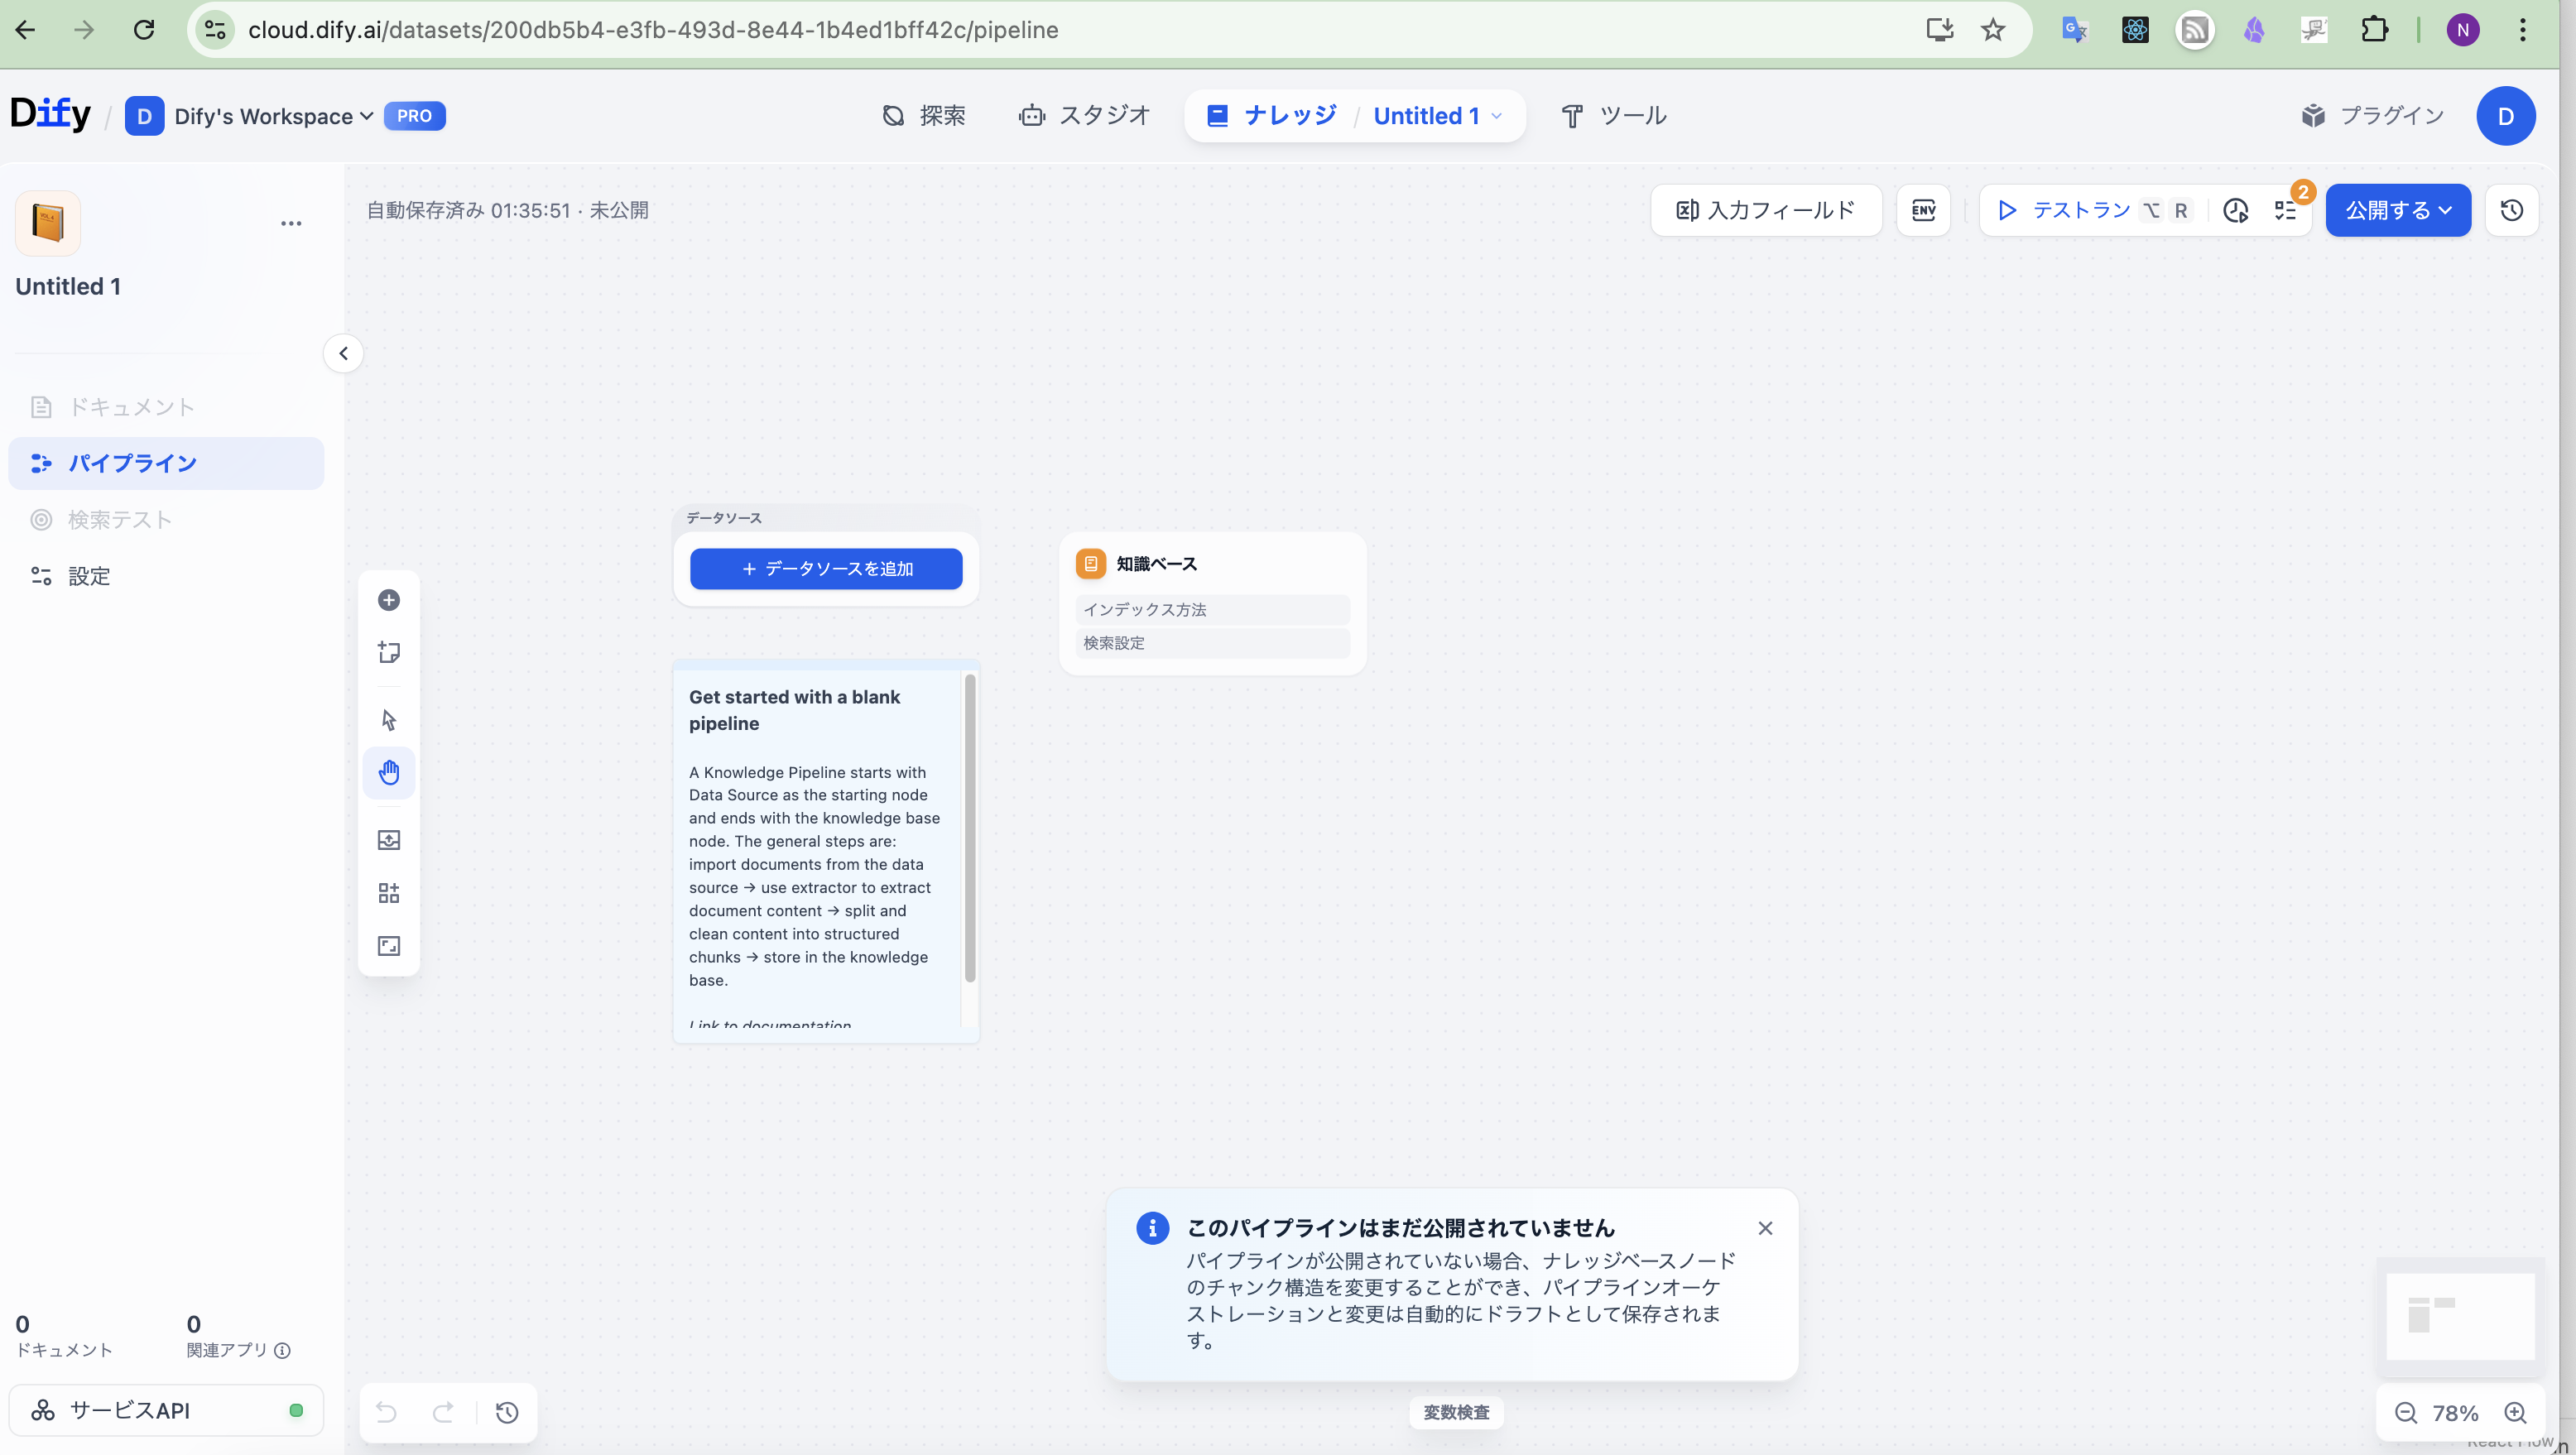 cloud.dify.ai/datasets/200db5b4-e3fb-493d-8e44-1b4ed1bff42c/pipeline
N
Dify / D Dify's Workspace PRO
探索
スタジオ
ナレッジ / Untitled 1
ツール
プラグイン
D
Untitled 1
ドキュメント
パイプライン
検索テスト
設定
0
ドキュメント
0
関連アプリ
サービスAPI
自動保存済み 01:35:51 · 未公開
入力フィールド
ENV
テストラン ⌥ R
2
公開する
データソース
+ データソースを追加
知識ベース
インデックス方法
検索設定
Get started with a blank
pipeline
A Knowledge Pipeline starts with
Data Source as the starting node
and ends with the knowledge base
node. The general steps are:
import documents from the data
source → use extractor to extract
document content → split and
clean content into structured
chunks → store in the knowledge
base.
Link to documentation
このパイプラインはまだ公開されていません
パイプラインが公開されていない場合、ナレッジベースノード
のチャンク構造を変更することができ、パイプラインオーケ
ストレーションと変更は自動的にドラフトとして保存されま
す。
変数検査
78%
React Flow